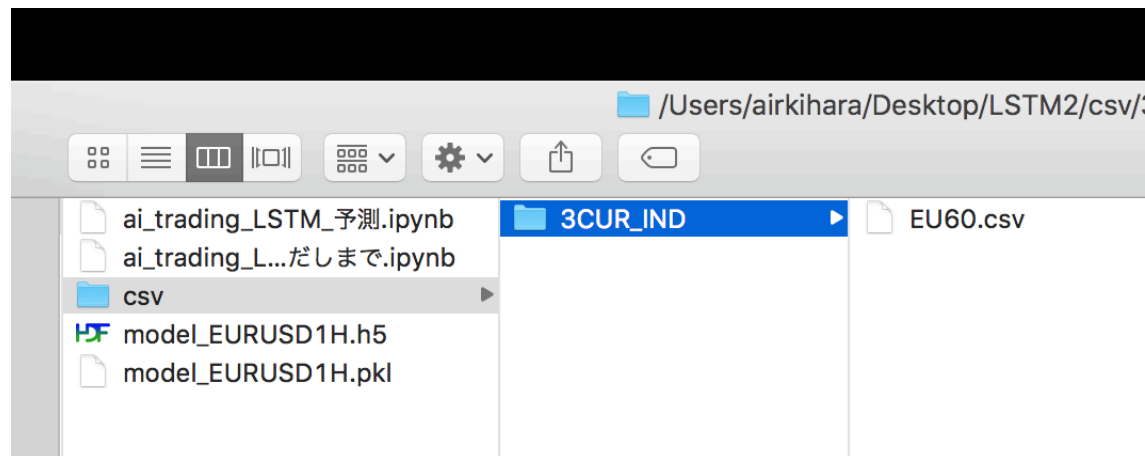 /Users/airkihara/Desktop/LSTM2/csv/
ai_trading_LSTM_予測.ipynb
ai_trading_L...だしまで.ipynb
csv
HDF model_EURUSD1H.h5
model_EURUSD1H.pkl
3CUR_IND
EU60.csv